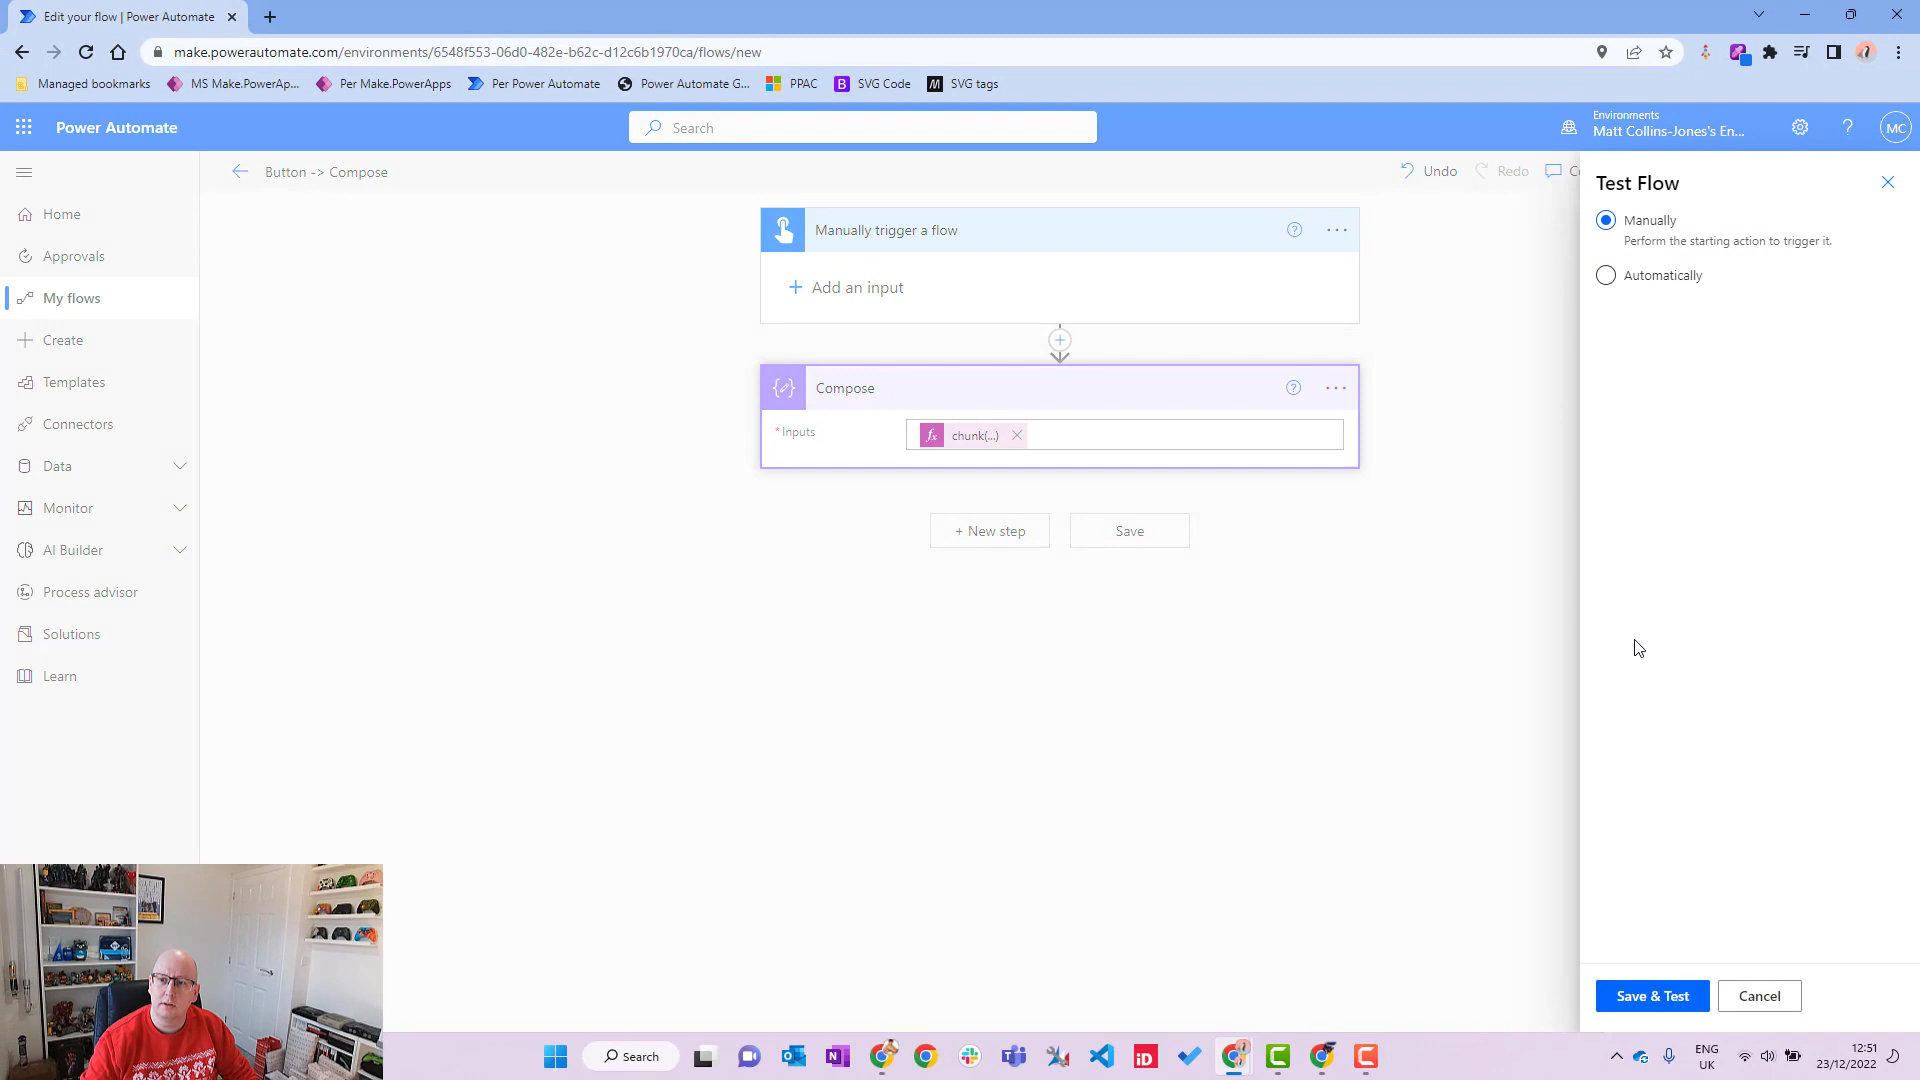 Edit your flow | Power Automate
make.powerautomate.com/environments/6548f553-06d0-482e-b62c-d12c6b1970ca/flows/new
Managed bookmarks
MS Make.PowerAp...
Per Make.PowerApps
Per Power Automate
Power Automate G...
PPAC
SVG Code
SVG tags
Power Automate
Search
Environments
Matt Collins-Jones's En...
MC
Button -> Compose
Undo
Redo
Home
Approvals
My flows
Create
Templates
Connectors
Data
Monitor
AI Builder
Process advisor
Solutions
Learn
Manually trigger a flow
+ Add an input
Compose
* Inputs
fx chunk(...)
+ New step
Save
Test Flow
Manually
Perform the starting action to trigger it.
Automatically
Save & Test
Cancel
Search
ENG
UK
12:51
23/12/2022